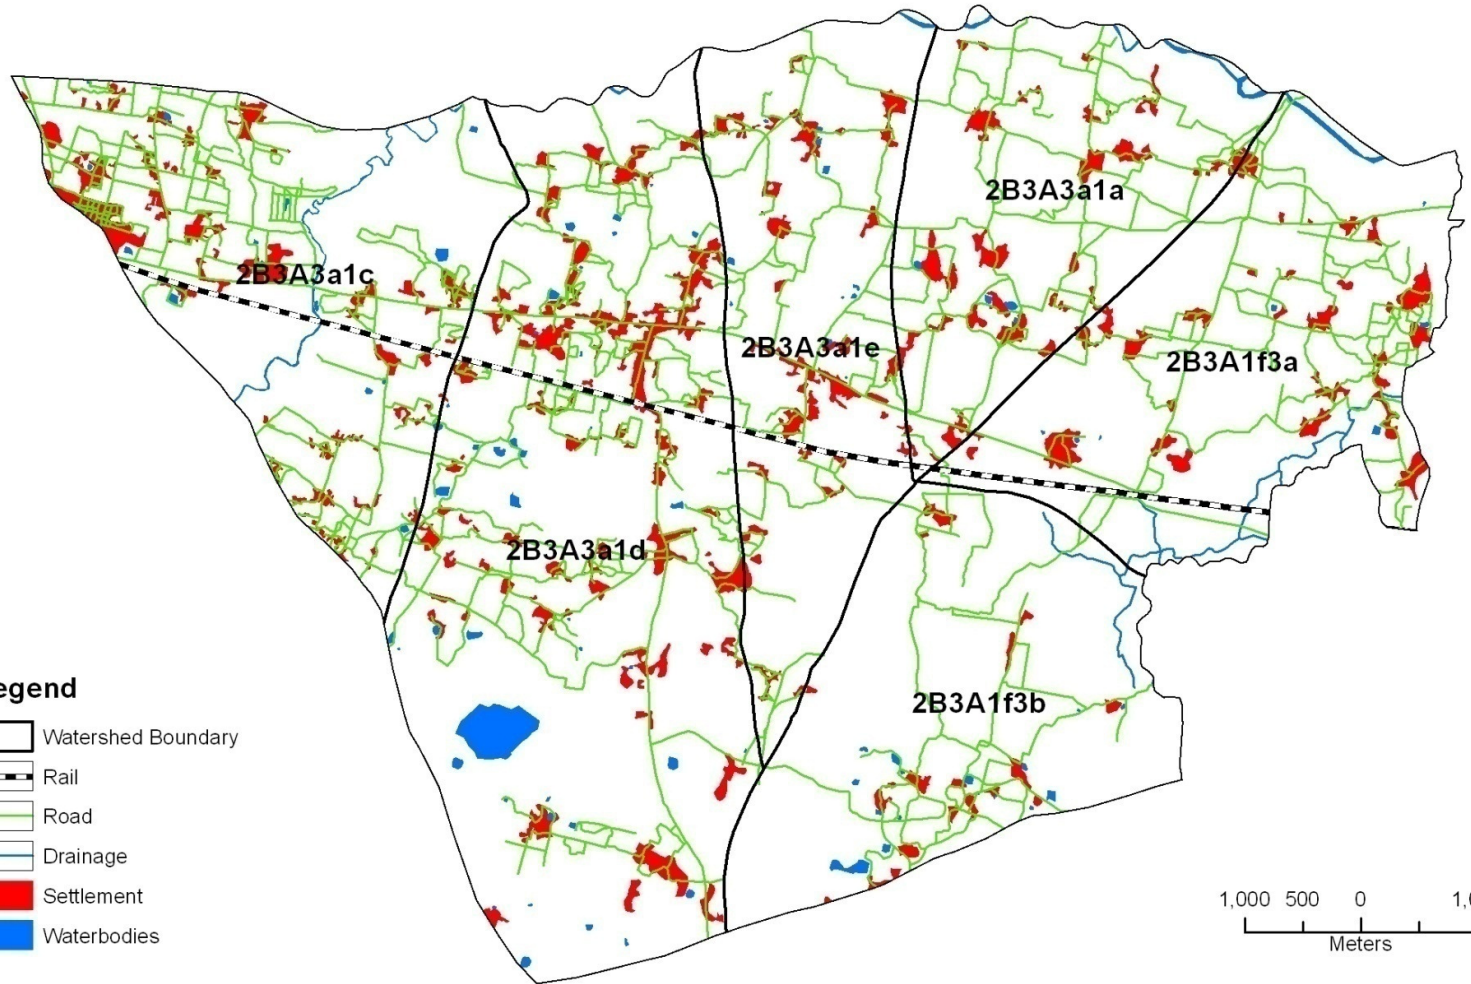 2B3A3a1a
2B3A3a1c
2B3A3a1e
2B3A1f3a
2B3A3a1d
2B3A1f3b
egend
Watershed Boundary
Rail
Road
Drainage
Settlement
Waterbodies
1,000 500 0
Meters